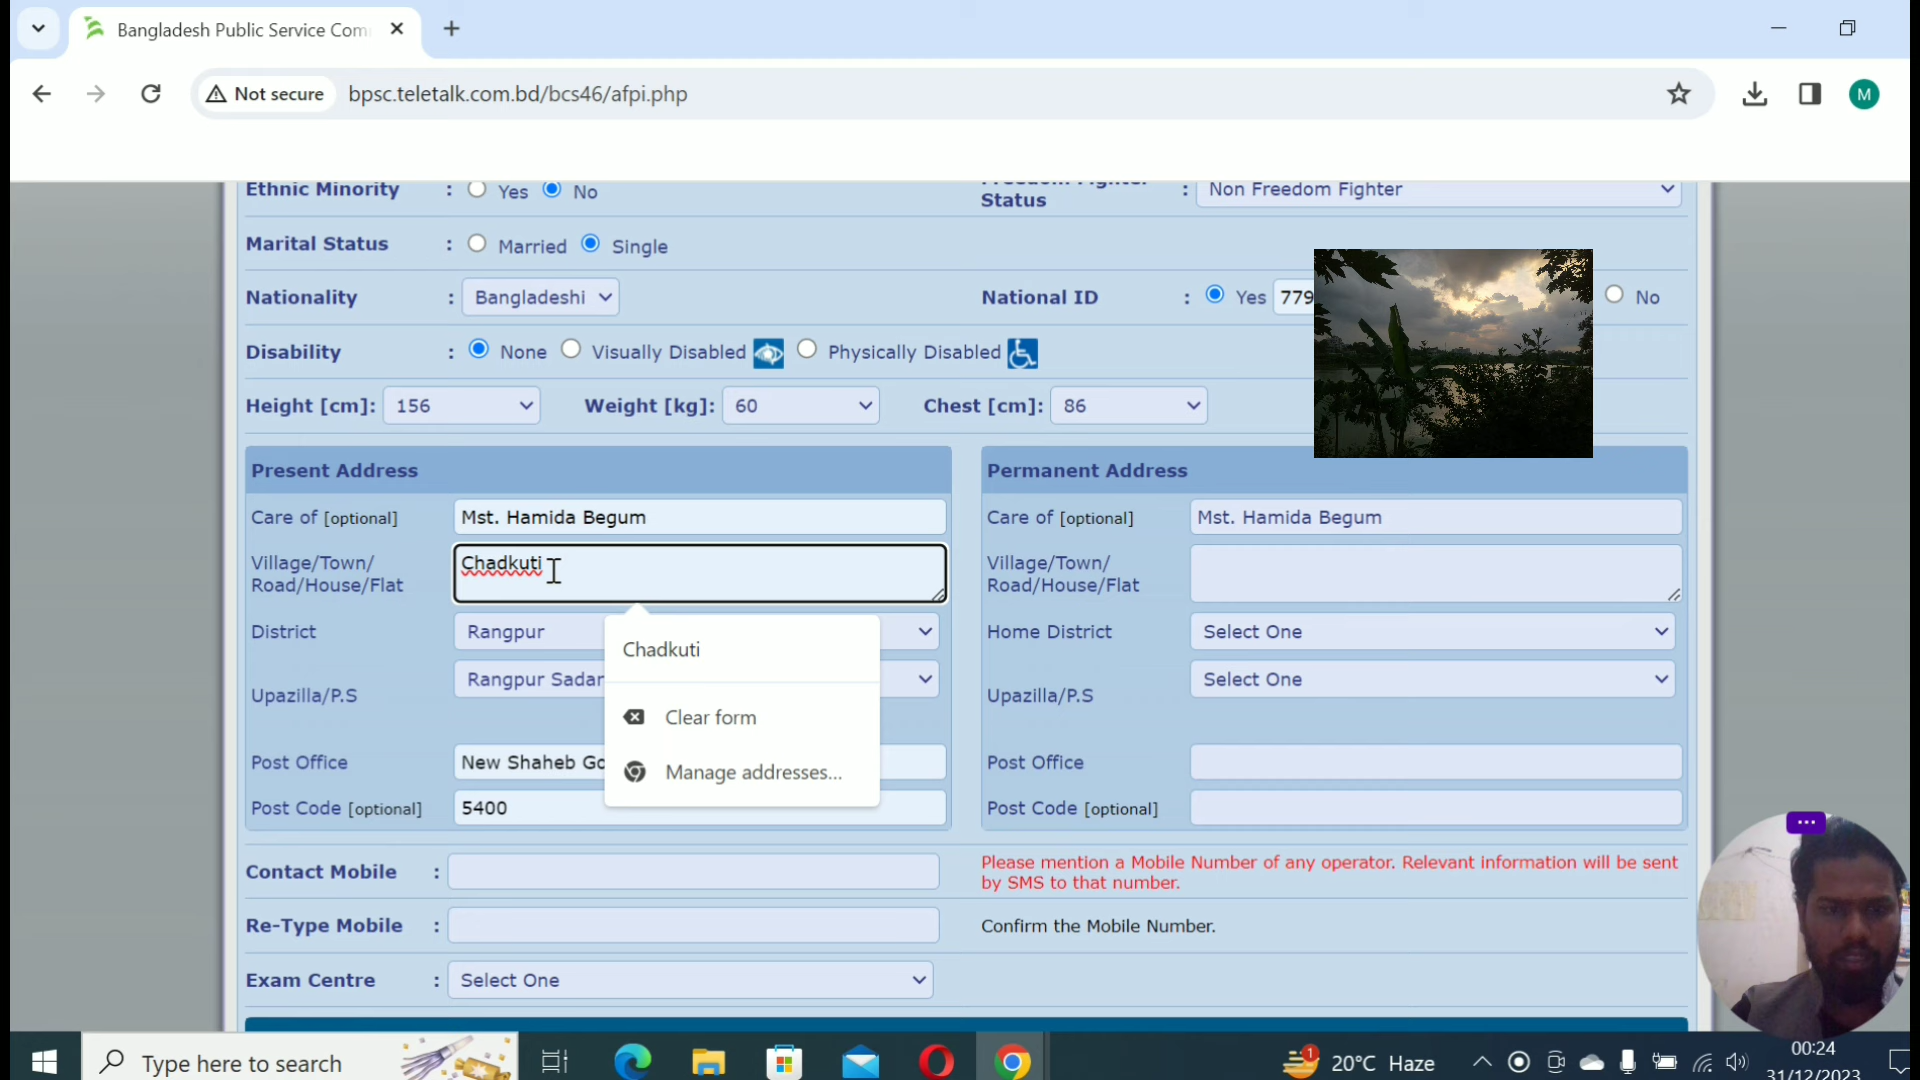 Bangladesh Public Service Com
Not secure
bpsc.teletalk.com.bd/bcs46/afpi.php
M
Ethnic Minority : Yes No
Status : Non Freedom Fighter
Marital Status : Married Single
Nationality : Bangladeshi
National ID : Yes 779 No
Disability : None Visually Disabled Physically Disabled
Height [cm]: 156 Weight [kg]: 60 Chest [cm]: 86
Present Address
Care of [optional] Mst. Hamida Begum
Village/Town/
Road/House/Flat
Chadkuti
District Rangpur
Upazilla/P.S Rangpur Sadar
Post Office New Shaheb Go
Post Code [optional] 5400
Chadkuti
Clear form
Manage addresses...
Permanent Address
Care of [optional] Mst. Hamida Begum
Village/Town/
Road/House/Flat
Home District Select One
Upazilla/P.S Select One
Post Office
Post Code [optional]
Contact Mobile :
Please mention a Mobile Number of any operator. Relevant information will be sent
by SMS to that number.
Re-Type Mobile :
Confirm the Mobile Number.
Exam Centre : Select One
Type here to search
1
20°C Haze
00:24
31/12/2023